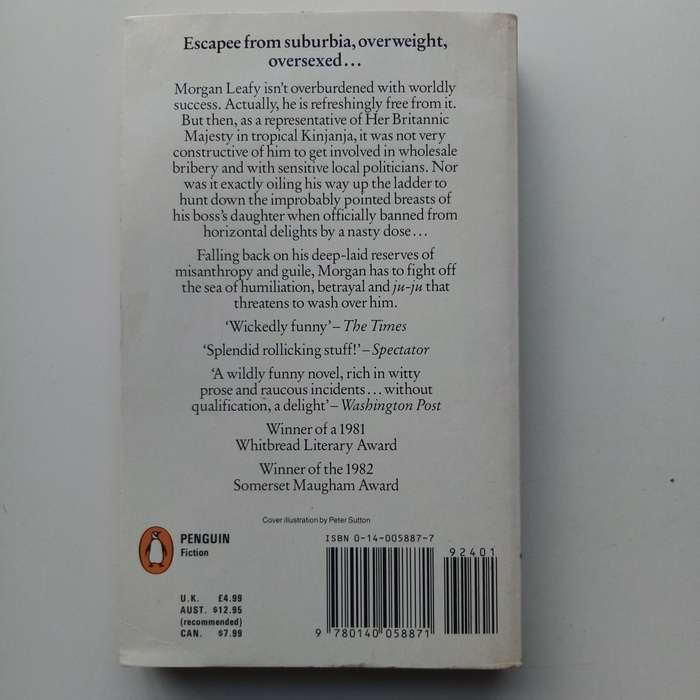 Escapee from suburbia, overweight,
oversexed...
Morgan Leafy isn't overburdened with worldly
success. Actually, he is refreshingly free from it.
But then, as a representative of Her Britannic
Majesty in tropical Kinjanja, it was not very
constructive of him to get involved in wholesale
bribery and with sensitive local politicians. Nor
was it exactly oiling his way up the ladder to
hunt down the improbably pointed breasts of
his boss's daughter when officially banned from
horizontal delights by a nasty dose...
Falling back on his deep-laid reserves of
misanthropy and guile, Morgan has to fight off
the sea of humiliation, betrayal and ju-ju that
threatens to wash over him.
'Wickedly funny' – The Times
'Splendid rollicking stuff!' – Spectator
'A wildly funny novel, rich in witty
prose and raucous incidents... without
qualification, a delight' – Washington Post
Winner of a 1981
Whitbread Literary Award
Winner of the 1982
Somerset Maugham Award
Cover illustration by Peter Sutton
PENGUIN
Fiction
U.K. £4.99
AUST. $12.95
(recommended)
CAN. $7.99
ISBN 0-14-005887-7
92401
9 780140 058871